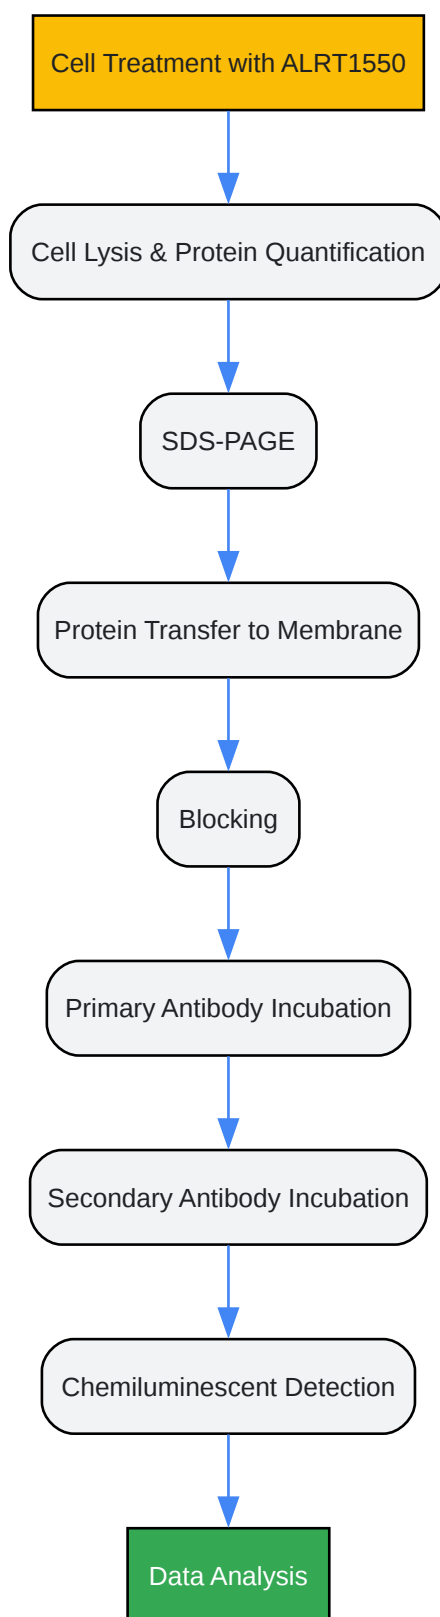 Cell Treatment with ALRT1550
Cell Lysis & Protein Quantification
SDS-PAGE
Protein Transfer to Membrane
Blocking
Primary Antibody Incubation
Secondary Antibody Incubation
Chemiluminescent Detection
Data Analysis